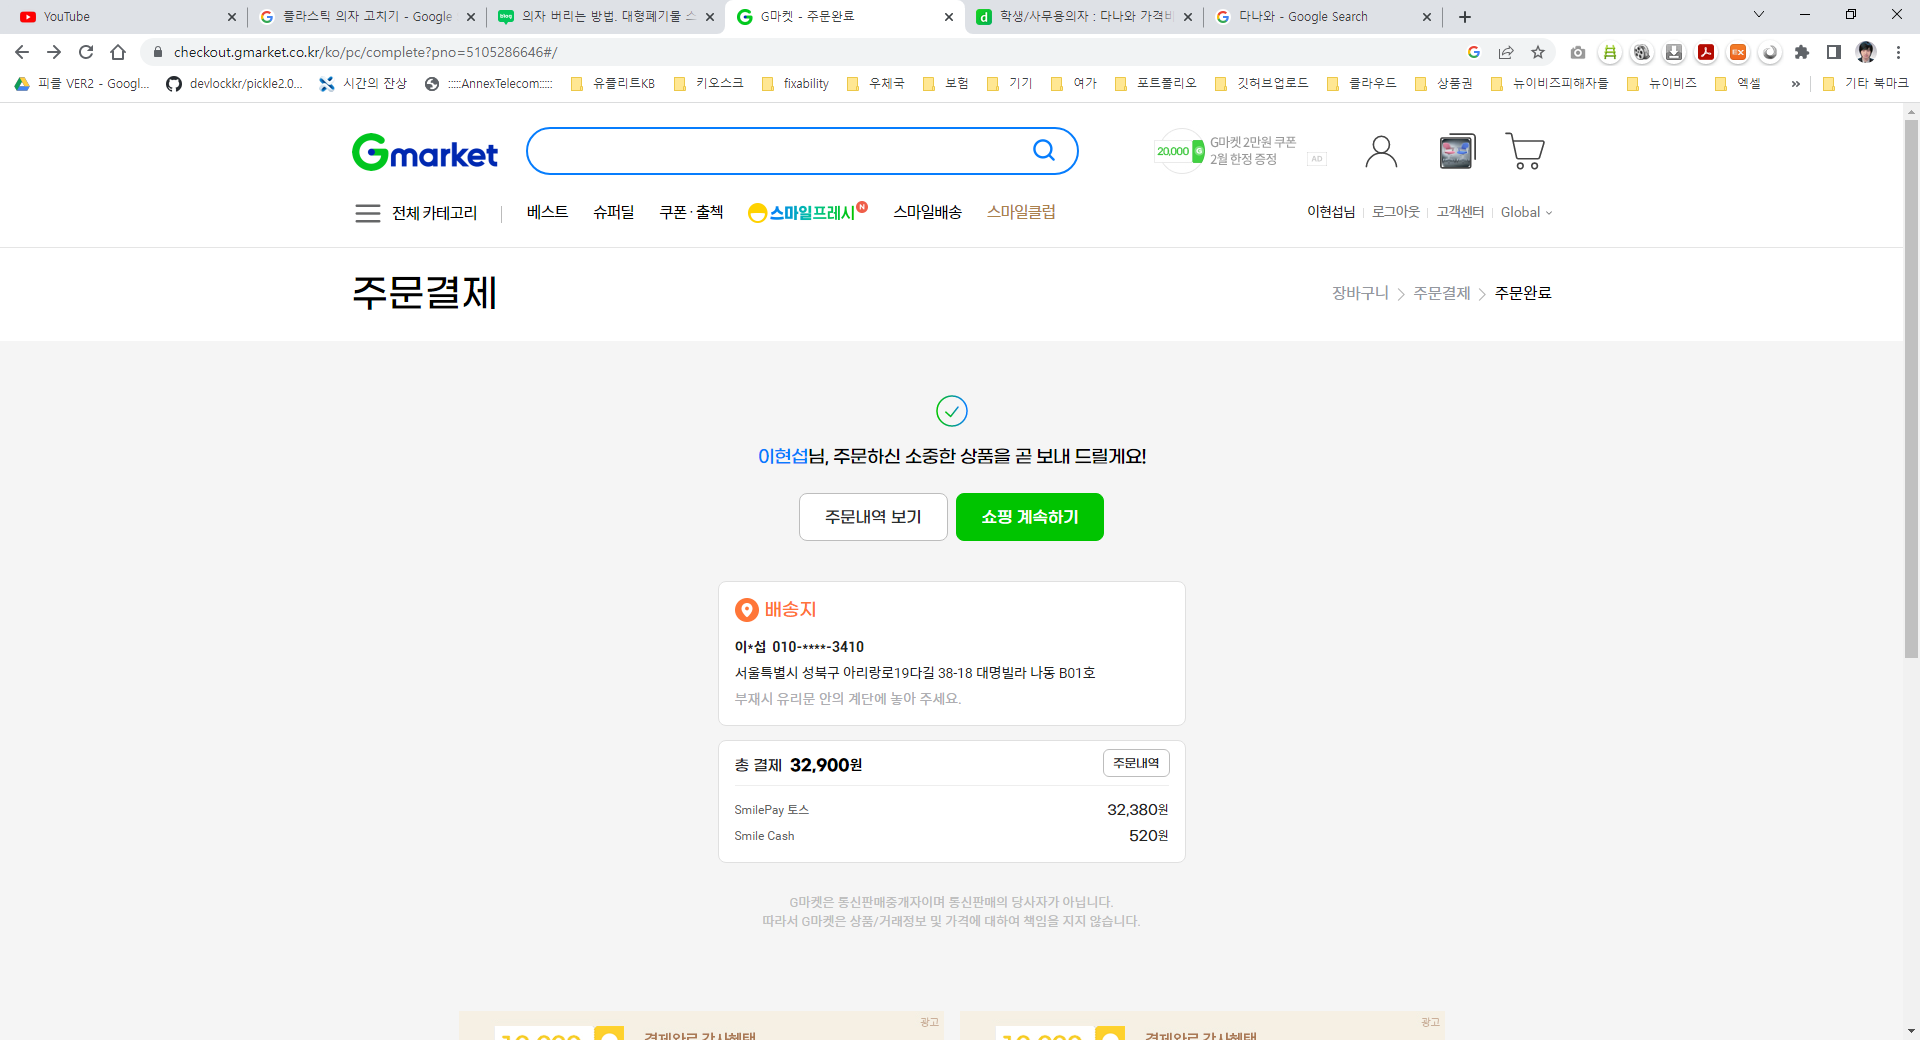 YouTube
플라스틱 의자 고치기 - Google
의자 버리는 방법. 대형폐기물 스
G마켓 - 주문완료
학생/사무용의자 : 다나와 가격비
다나와 - Google Search
checkout.gmarket.co.kr/ko/pc/complete?pno=5105286646#/
피클 VER2 - Googl...
devlockkr/pickle2.0...
시간의 잔상
:::::AnnexTelecom:::::
유플리트KB
키오스크
fixability
우체국
보험
기기
여가
포트폴리오
깃허브업로드
클라우드
상품권
뉴이비즈피해자들
뉴이비즈
엑셀
»
기타 북마크
Gmarket
20,000 G
G마켓 2만원 쿠폰
2월 한정 증정
AD
전체 카테고리
베스트
슈퍼딜
쿠폰·출첵
스마일프레시 N
스마일배송
스마일클럽
이현섭님
로그아웃
고객센터
Global
주문결제
장바구니 > 주문결제 > 주문완료
이현섭님, 주문하신 소중한 상품을 곧 보내 드릴게요!
주문내역 보기
쇼핑 계속하기
배송지
이*섭 010-****-3410
서울특별시 성북구 아리랑로19다길 38-18 대명빌라 나동 B01호
부재시 유리문 안의 계단에 놓아 주세요.
총 결제 32,900원
주문내역
SmilePay 토스 32,380원
Smile Cash 520원
G마켓은 통신판매중개자이며 통신판매의 당사자가 아닙니다.
따라서 G마켓은 상품/거래정보 및 가격에 대하여 책임을 지지 않습니다.
광고
10,000 결제완료 감사혜택
광고
10,000 결제완료 감사혜택